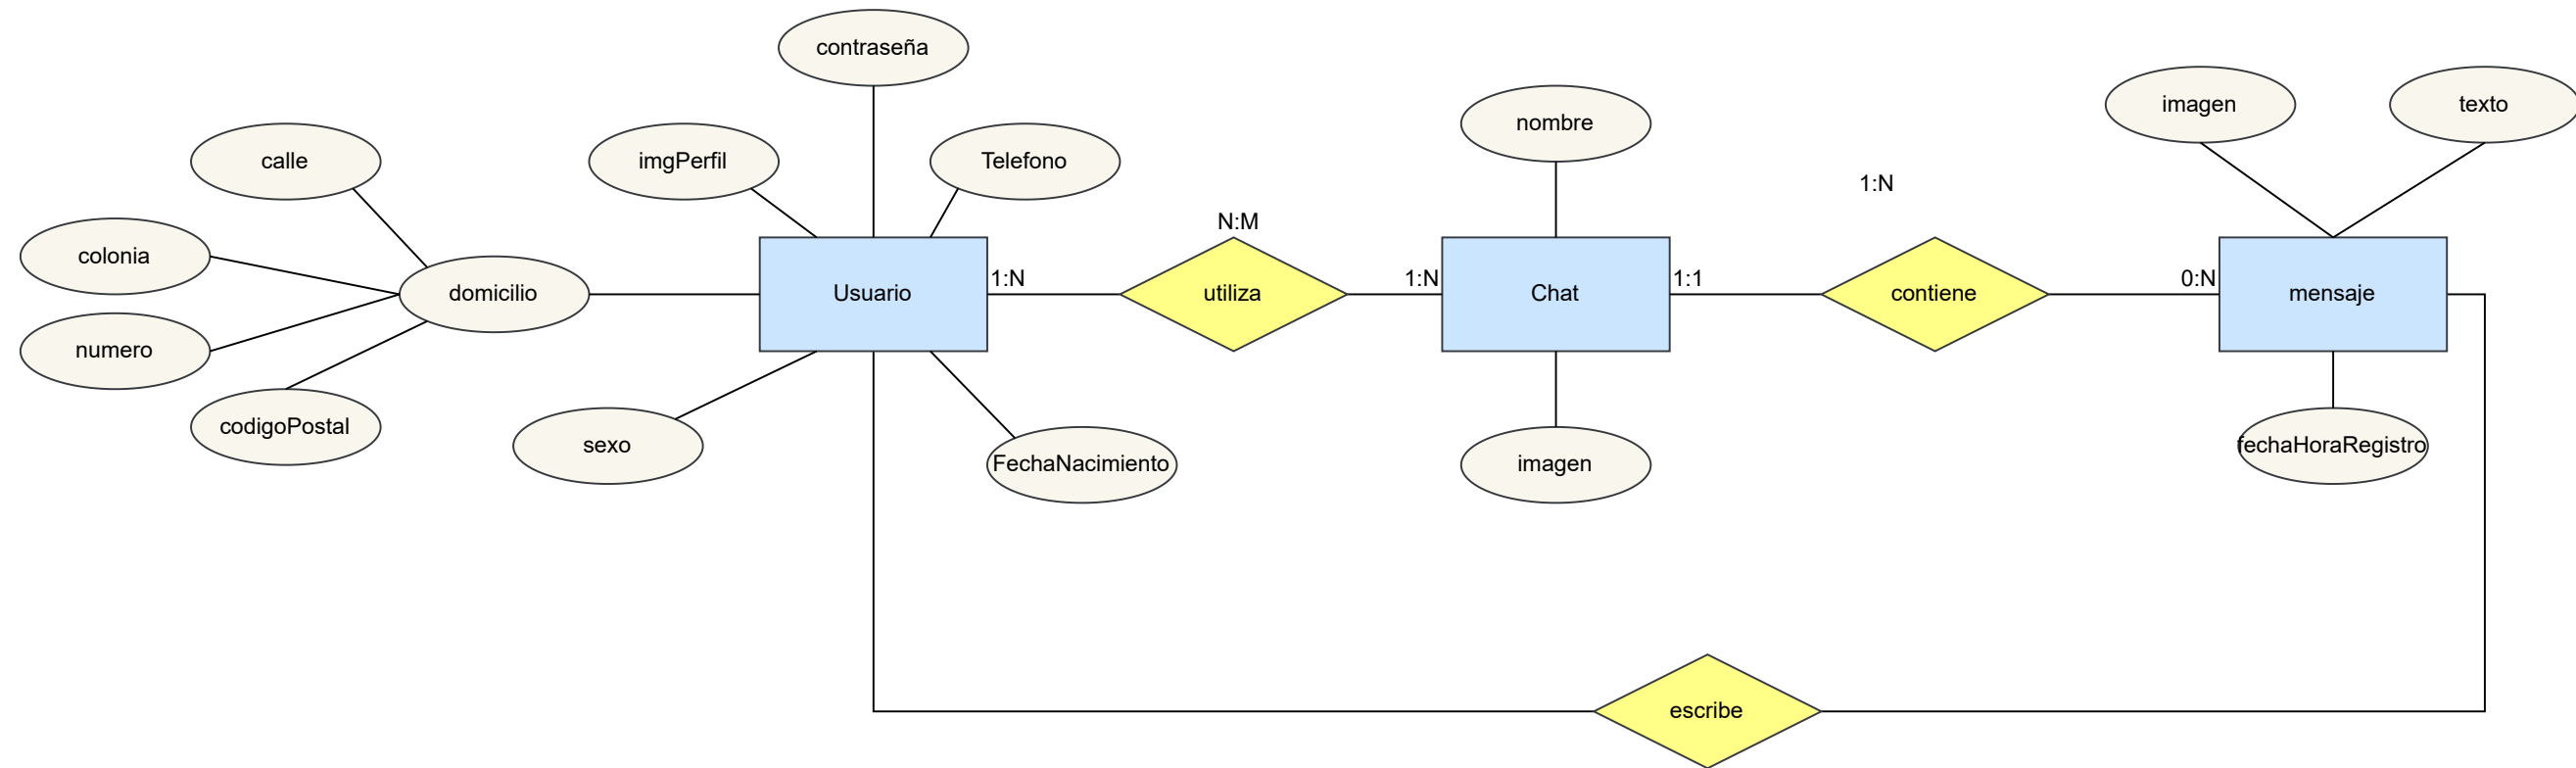 contraseña
imagen
texto
nombre
calle
imgPerfil
Telefono
1:N
N:M
colonia
domicilio
Usuario
1:N
utiliza
1:N
Chat
1:1
contiene
0:N
mensaje
numero
codigoPostal
sexo
FechaNacimiento
imagen
fechaHoraRegistro
escribe